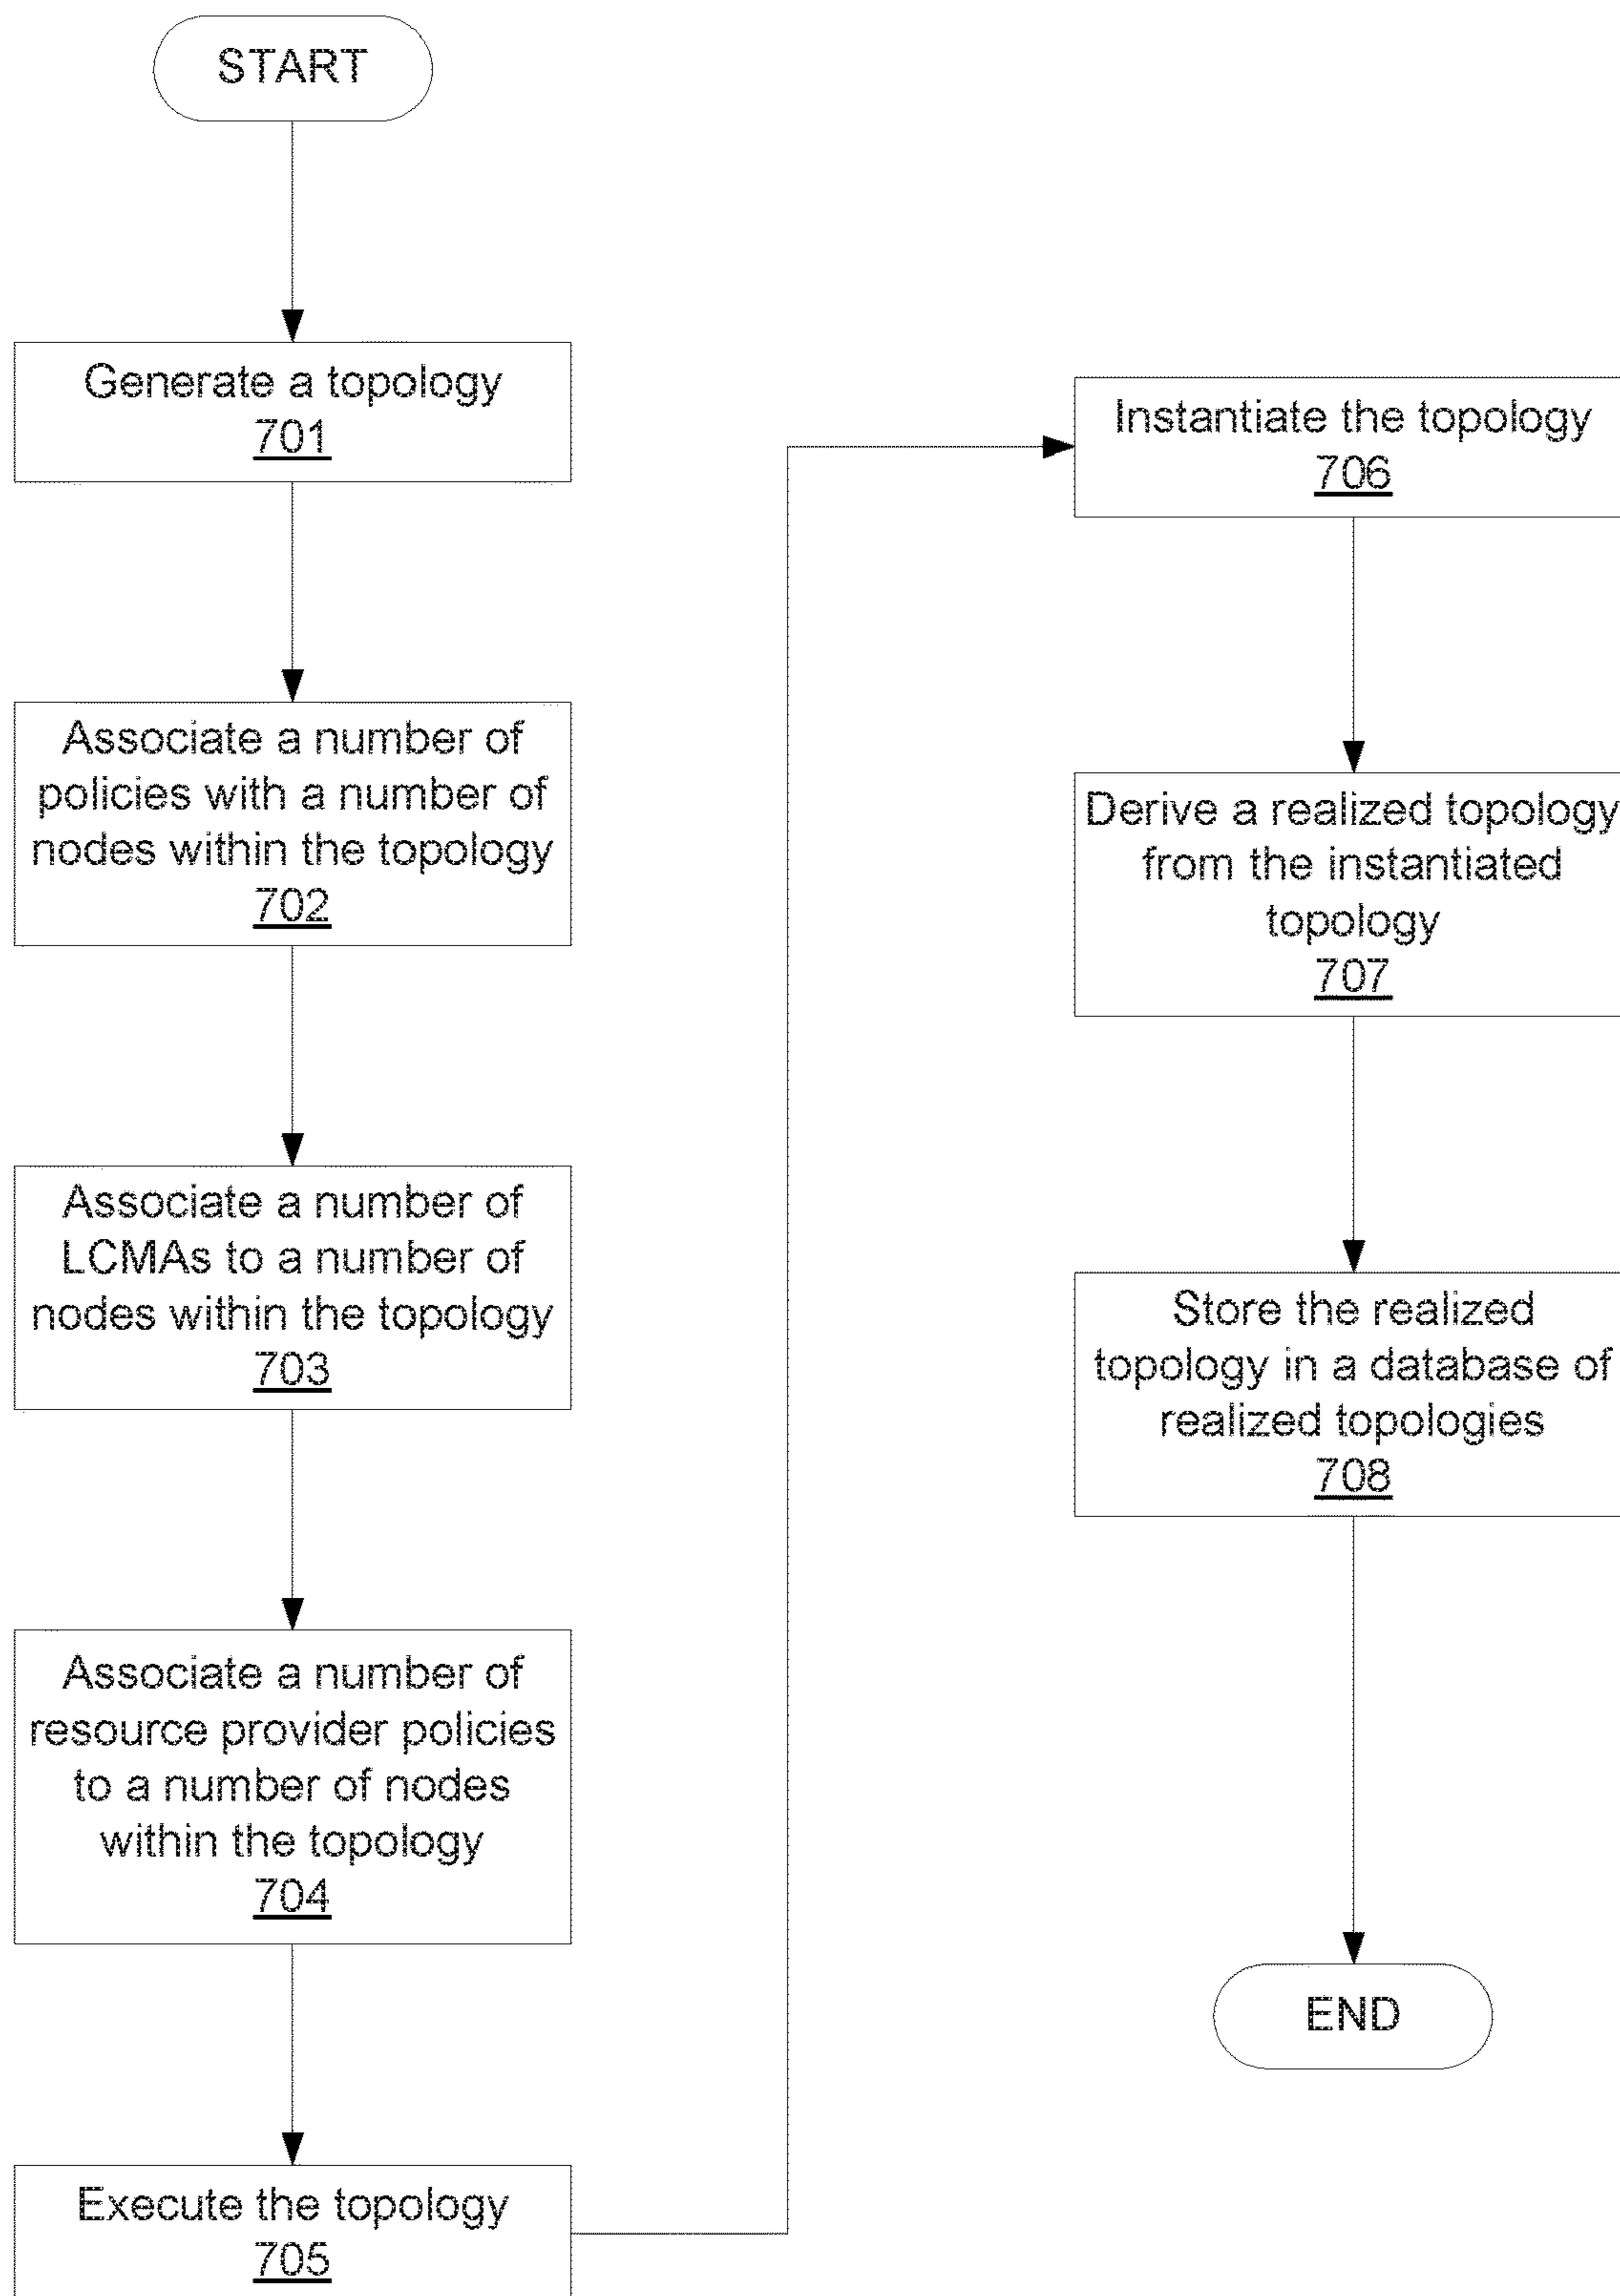 START
Generate a topology
701
Associate a number of
policies with a number of
nodes within the topology
702
Associate a number of
LCMAs to a number of
nodes within the topology
703
Associate a number of
resource provider policies
to a number of nodes
within the topology
704
Execute the topology
705
Instantiate the topology
706
Derive a realized topology
from the instantiated
topology
707
Store the realized
topology in a database of
realized topologies
708
END